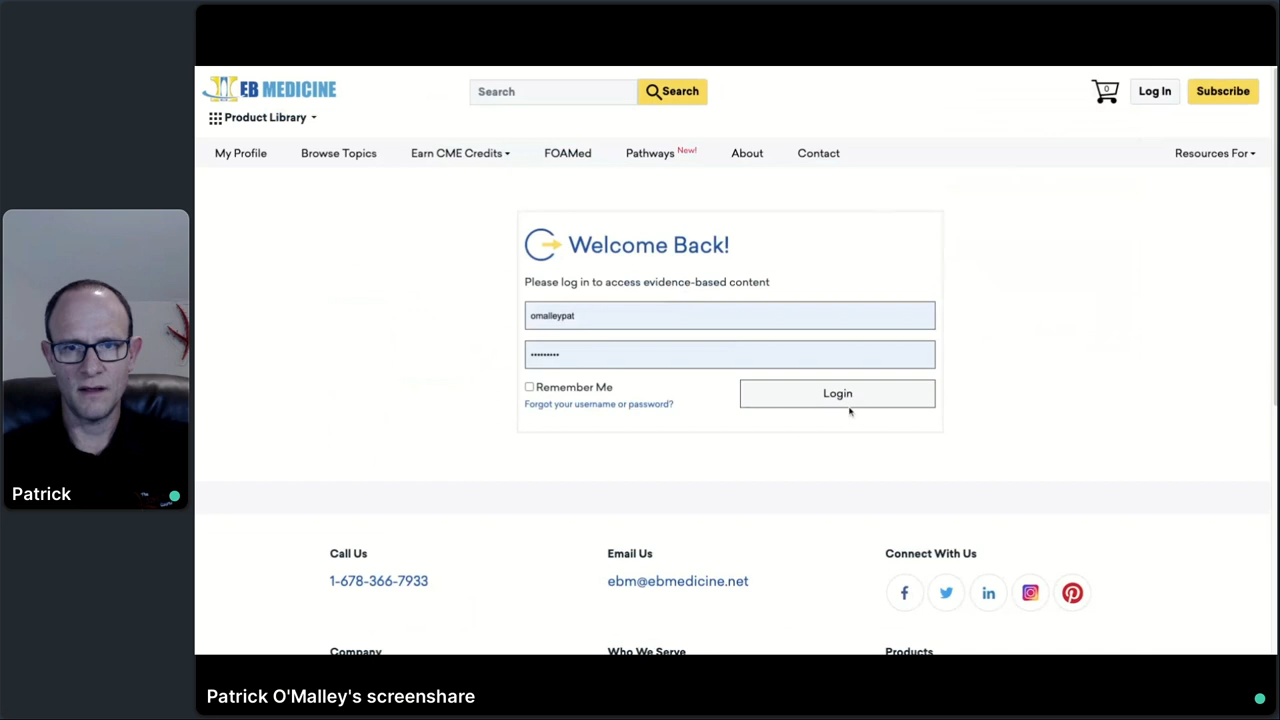 EB MEDICINE
Search
Search
0
Log In
Subscribe
Product Library
My Profile
Browse Topics
Earn CME Credits
FOAMed
Pathways New!
About
Contact
Resources For
Welcome Back!
Please log in to access evidence-based content
omalleypat
•••••••••
Remember Me
Forgot your username or password?
Login
Patrick
Call Us
Email Us
Connect With Us
1-678-366-7933
ebm@ebmedicine.net
Company
Who We Serve
Products
Patrick O'Malley's screenshare